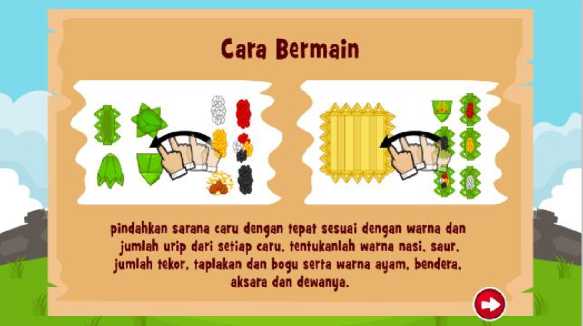 Cara Bermain
pindahkan sarana caru dengan tepat sesuai dengan warna dan
jumlah urip dari setiap caru, tentukanlah warna nasi, saur,
jumlah tekor, taplakan dan bogu serta warna ayam, bendera,
aksara dan dewanya.